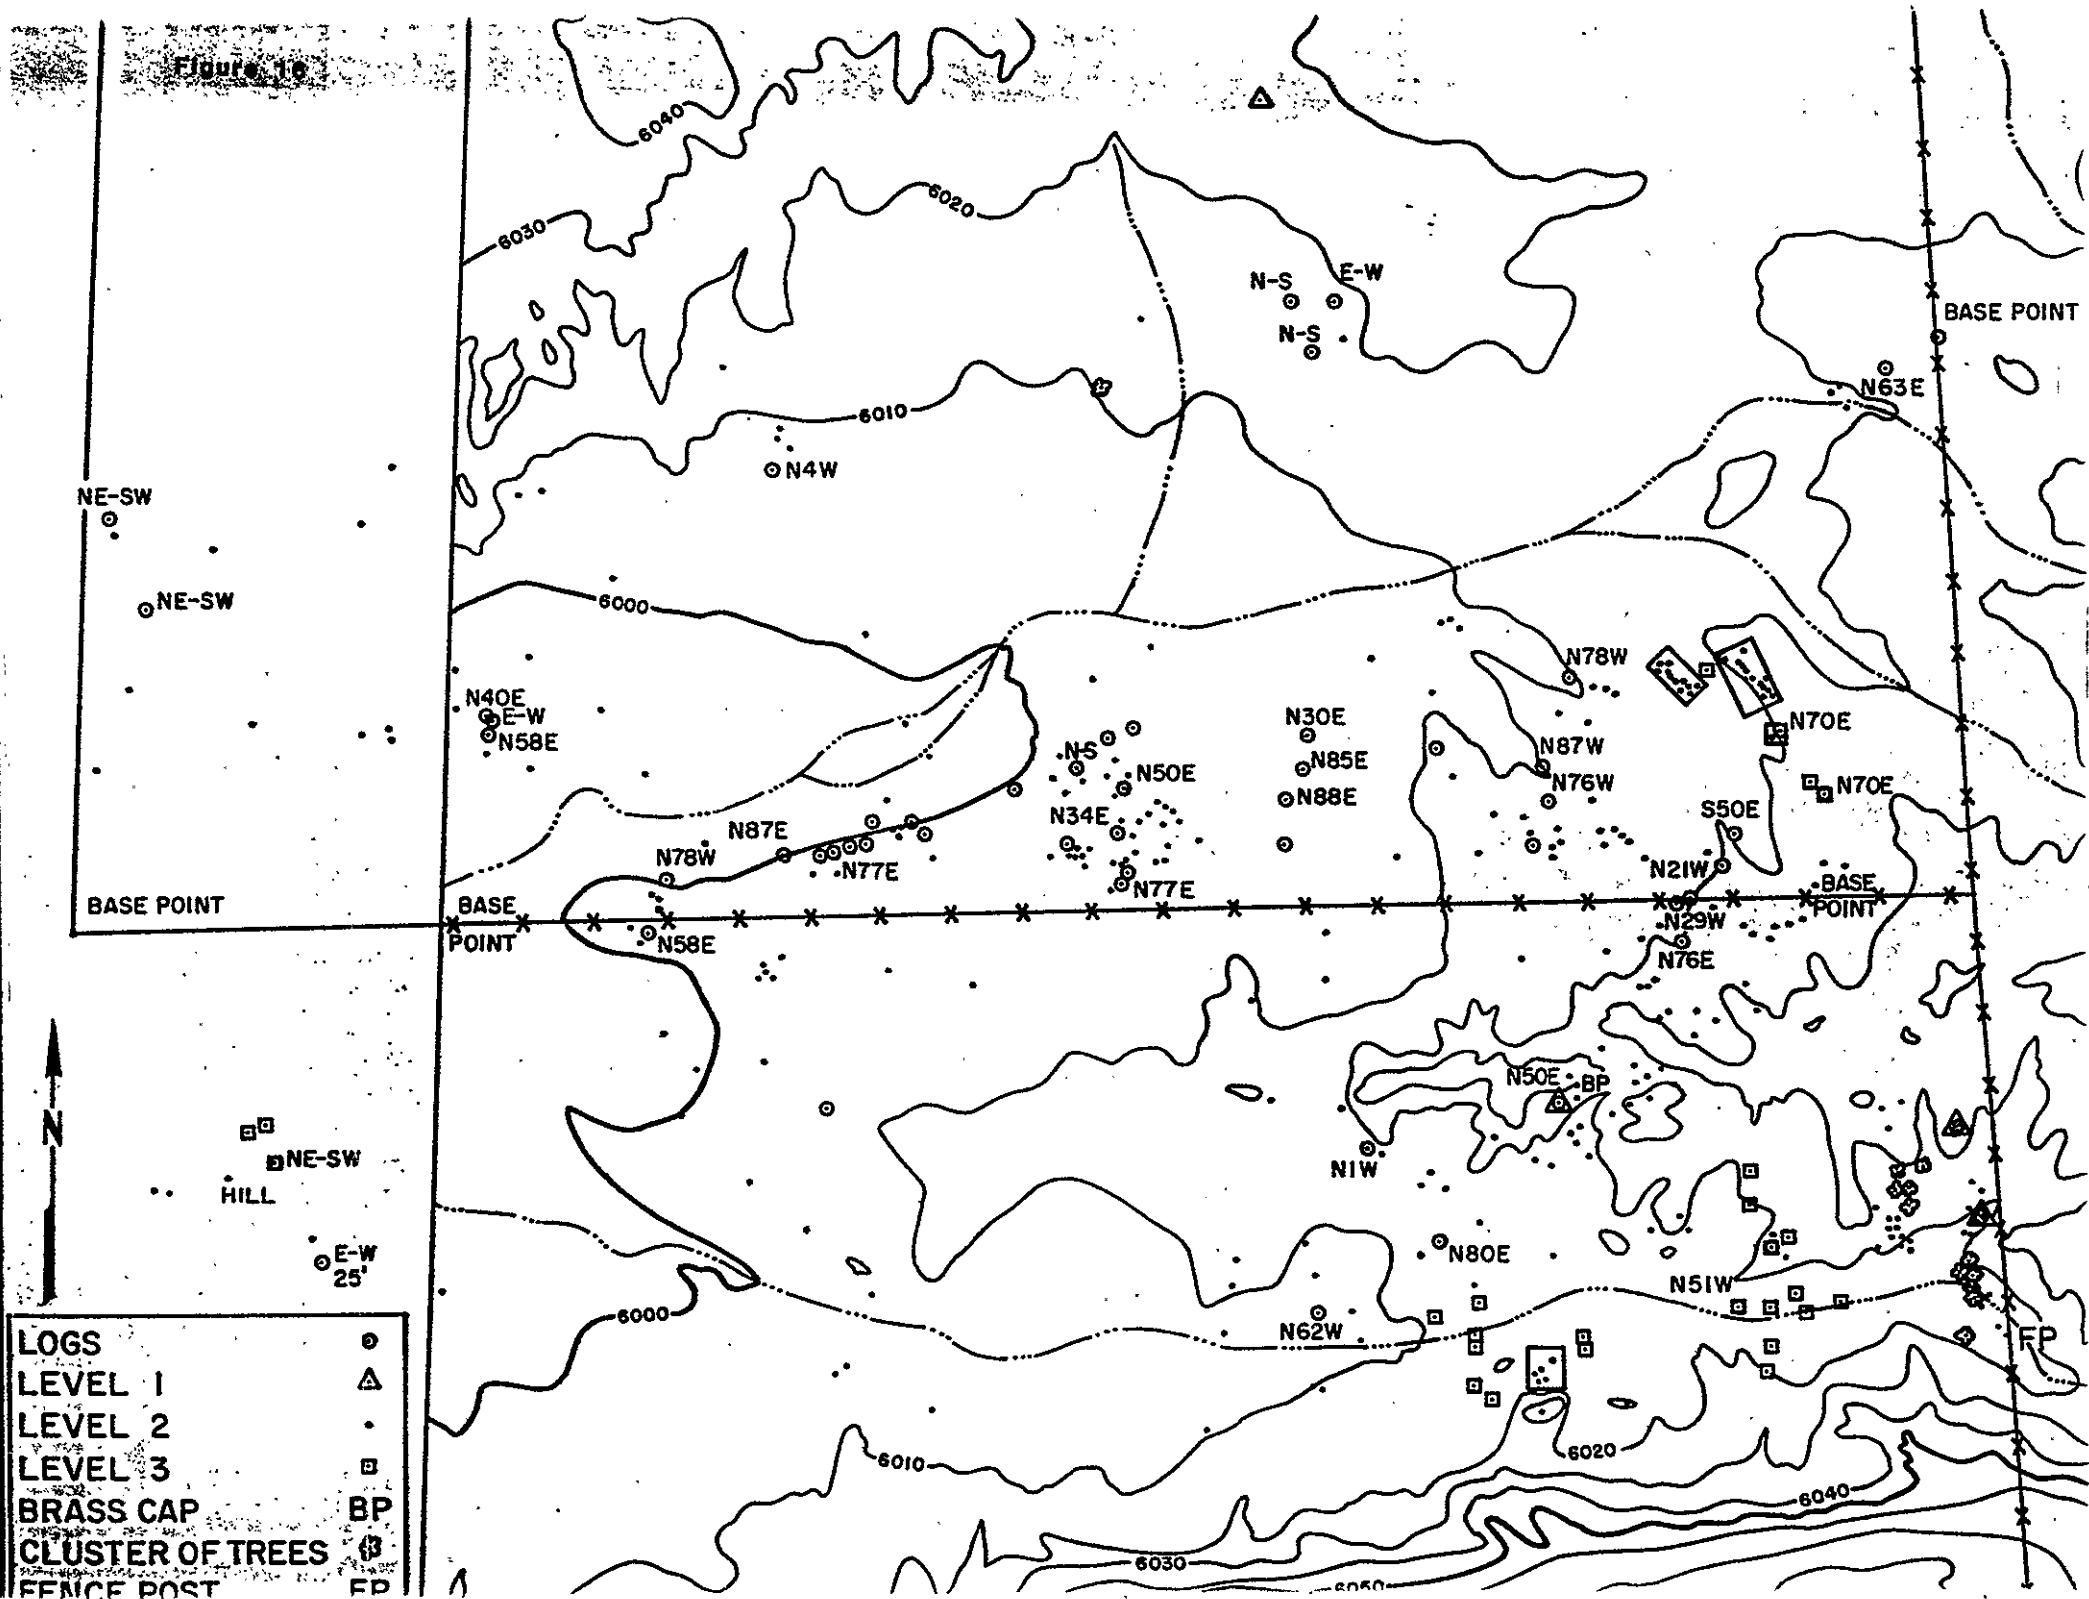 Figure 1e
6040
6020
6030
N-S
E-W
BASE POINT
N-S
N63E
6010
N4W
NE-SW
NE-SW
6000
N78W
N40E
E-W
N58E
N30E
N70E
N-S
N87W
N50E
N85E
N76W
N70E
N88E
N34E
S50E
N87E
N78W
N77E
N21W
N77E
BASE POINT
BASE
POINT
BASE
POINT
N29W
N58E
N76E
N50E
BP
N
NE-SW
N1W
HILL
E-W
25'
N80E
N51W
6000
N62W
FP
LOGS
LEVEL 1
LEVEL 2
LEVEL 3
BRASS CAP BP
CLUSTER OF TREES
FENCE POST FP
6010
6020
6040
6030
6050